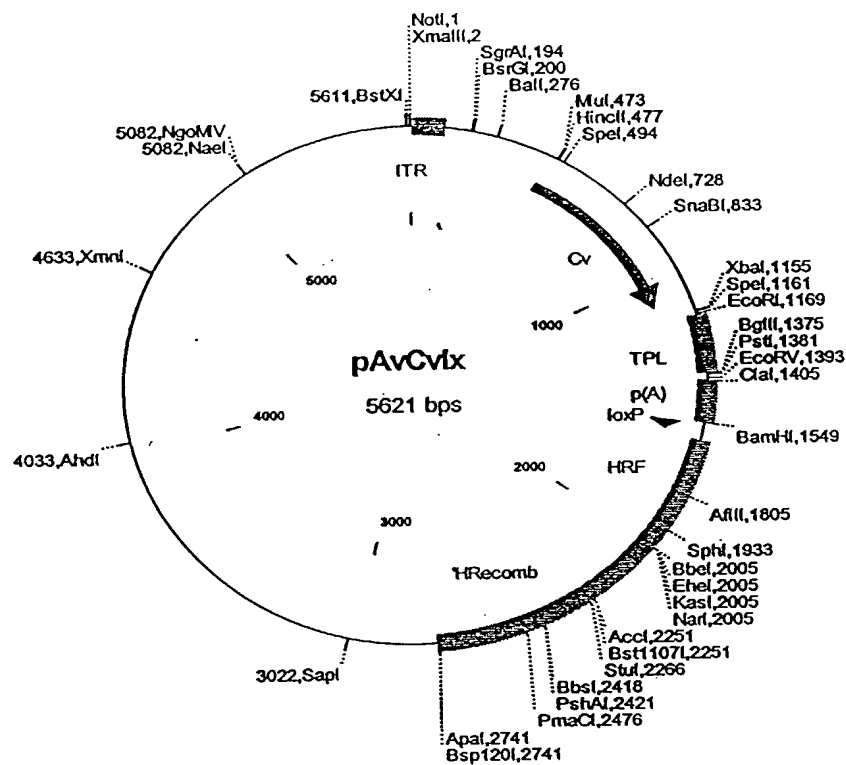 NotI,1
XmaIII,2
SgrAI,194
BsrGI,200
BalI,276
5611,BstXI
MluI,473
HincII,477
SpeI,494
5082,NgoMIV
5082,NaeI
ITR
NdeI,728
SnaBI,833
4633,XmnI
5000
Cv
1000
XbaI,1155
SpeI,1161
EcoRI,1169
BglII,1375
PstI,1381
EcoRV,1393
ClaI,1405
TPL
pAvCvIx
5621 bps
p(A)
loxP
BamHI,1549
4000
4033,AhdI
2000
HRF
AflII,1805
3000
SphI,1933
BbeI,2005
EheI,2005
KasI,2005
NarI,2005
HRecomb
AccI,2251
Bst1107I,2251
StuI,2266
3022,SapI
BbsI,2418
PshAI,2421
PmaCI,2476
ApaI,2741
Bsp120I,2741